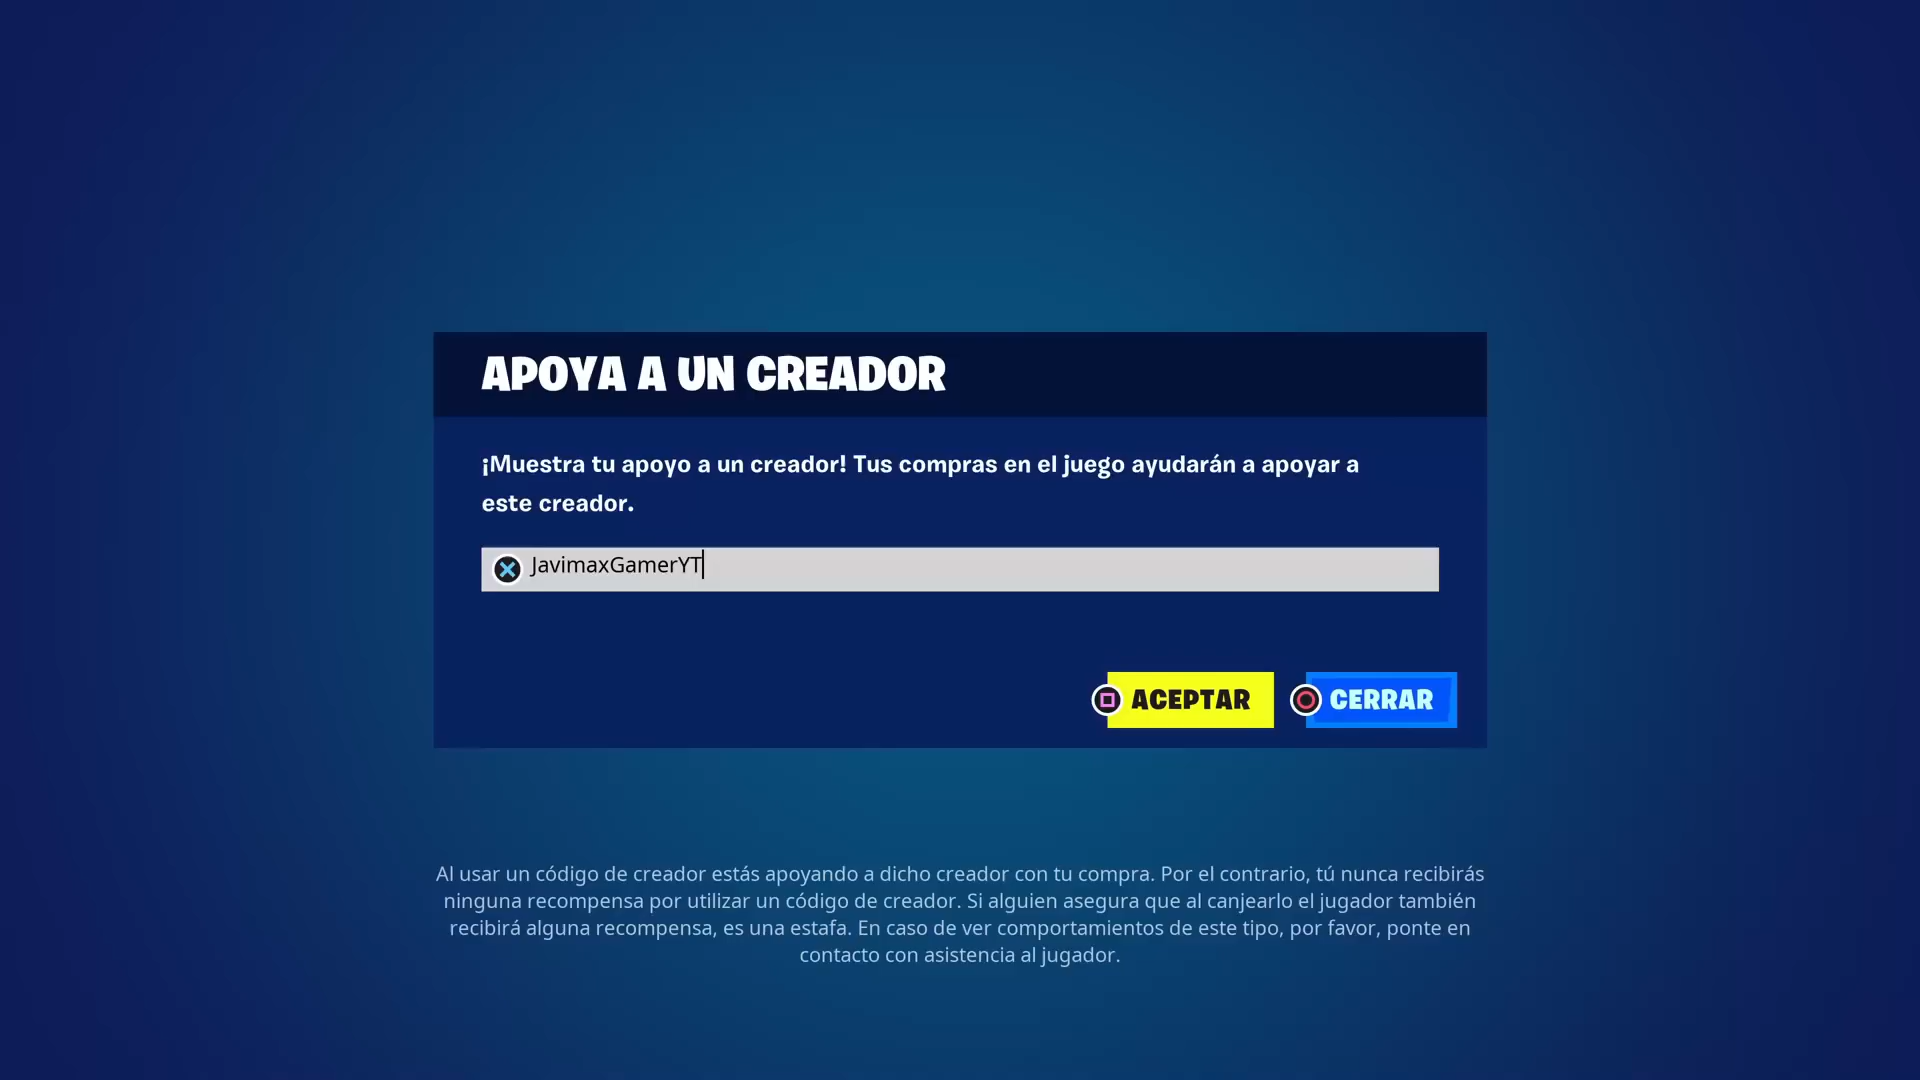 APOYA A UN CREADOR
¡Muestra tu apoyo a un creador! Tus compras en el juego ayudarán a apoyar a
este creador.
JavimaxGamerYT
ACEPTAR
CERRAR
Al usar un código de creador estás apoyando a dicho creador con tu compra. Por el contrario, tú nunca recibirás
ninguna recompensa por utilizar un código de creador. Si alguien asegura que al canjearlo el jugador también
recibirá alguna recompensa, es una estafa. En caso de ver comportamientos de este tipo, por favor, ponte en
contacto con asistencia al jugador.